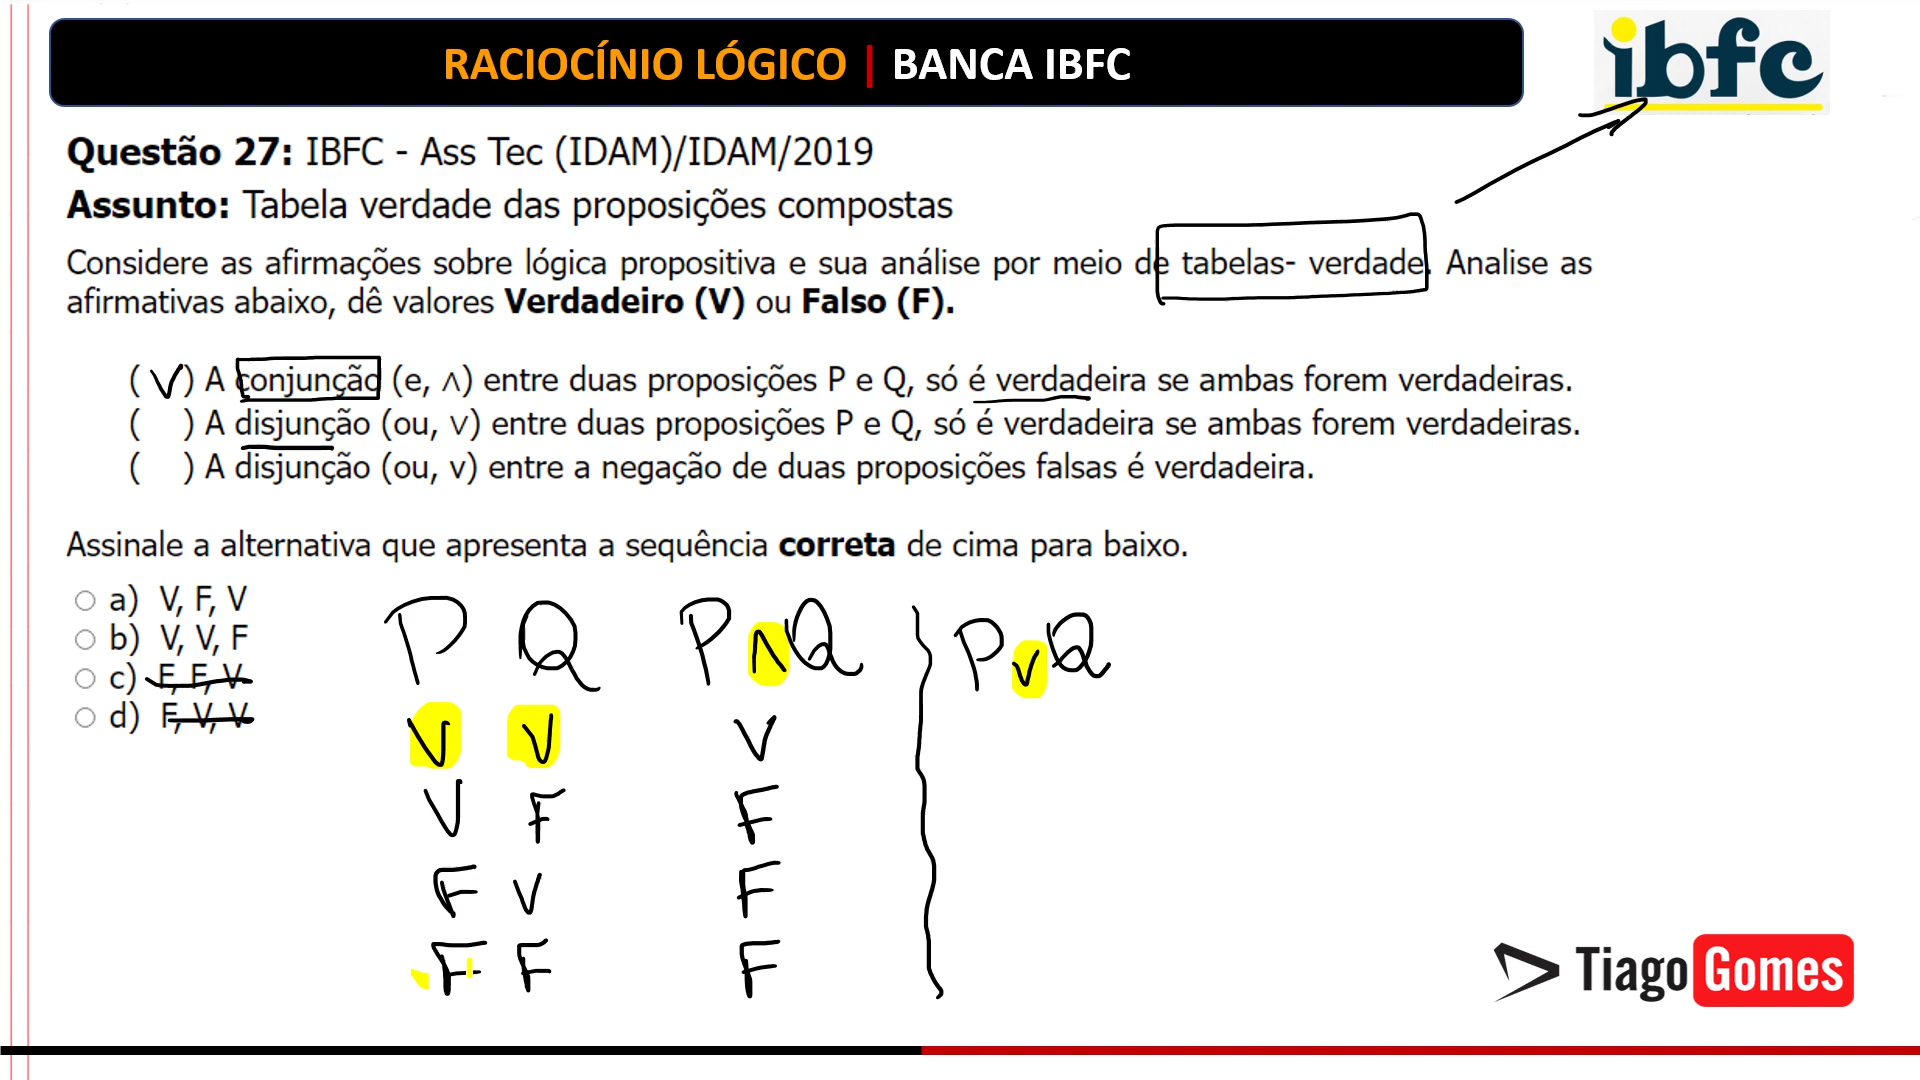 RACIOCÍNIO LÓGICO | BANCA IBFC
ibfc
Questão 27: IBFC - Ass Tec (IDAM)/IDAM/2019
Assunto: Tabela verdade das proposições compostas
Considere as afirmações sobre lógica propositiva e sua análise por meio de tabelas- verdade. Analise as
afirmativas abaixo, dê valores Verdadeiro (V) ou Falso (F).
( V ) A conjunção (e, ∧) entre duas proposições P e Q, só é verdadeira se ambas forem verdadeiras.
( ) A disjunção (ou, ∨) entre duas proposições P e Q, só é verdadeira se ambas forem verdadeiras.
( ) A disjunção (ou, v) entre a negação de duas proposições falsas é verdadeira.
Assinale a alternativa que apresenta a sequência correta de cima para baixo.
a) V, F, V
b) V, V, F
c) F, F, V
d) F, V, V
P Q P∧Q P∨Q
V V V
V F F
F V F
F F F
Tiago Gomes